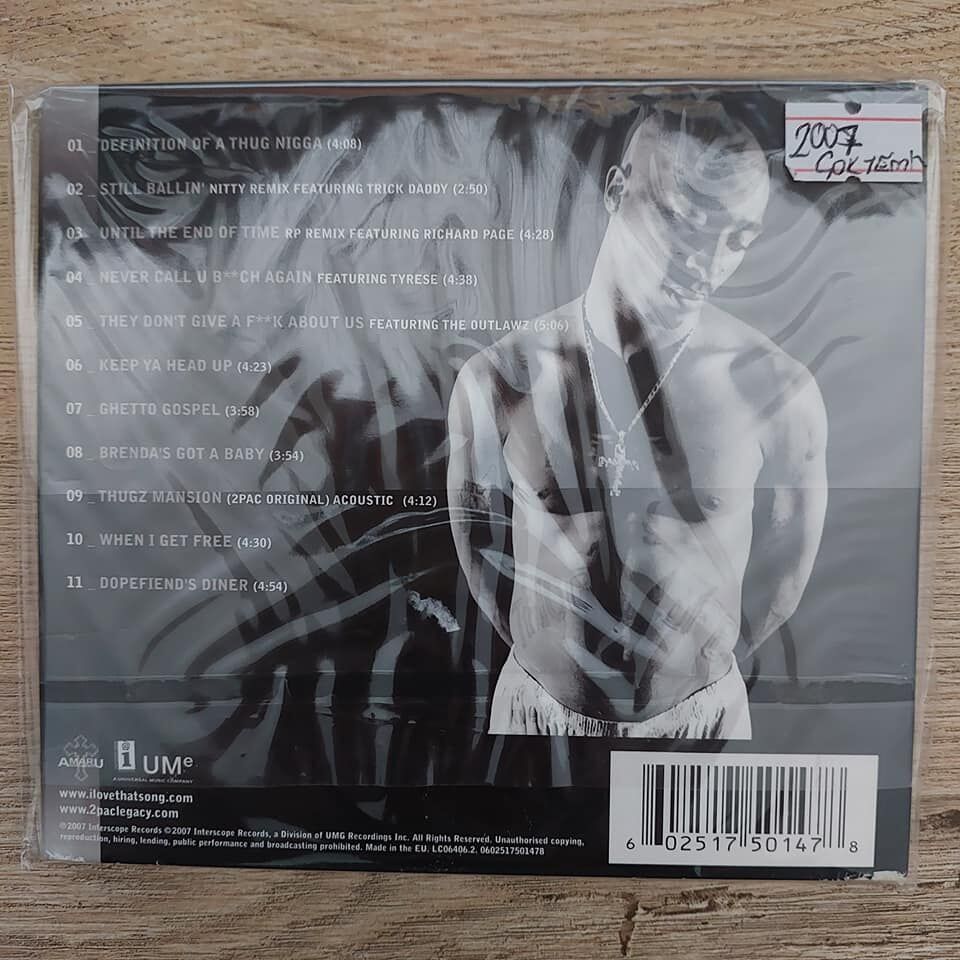 2007
01 _ DEFINITION OF A THUG NIGGA (4:08)
02 _ STILL BALLIN' NITTY REMIX FEATURING TRICK DADDY (2:50)
03 _ UNTIL THE END OF TIME RP REMIX FEATURING RICHARD PAGE (4:28)
04 _ NEVER CALL U B**CH AGAIN FEATURING TYRESE (4:38)
05 _ THEY DON'T GIVE A F**K ABOUT US FEATURING THE OUTLAWZ (5:06)
06 _ KEEP YA HEAD UP (4:23)
07 _ GHETTO GOSPEL (3:58)
08 _ BRENDA'S GOT A BABY (3:54)
09 _ THUGZ MANSION (2PAC ORIGINAL) ACOUSTIC (4:12)
10 _ WHEN I GET FREE (4:30)
11 _ DOPEFIEND'S DINER (4:54)
AMARU i UMe
A UNIVERSAL MUSIC COMPANY
www.ilovethatsong.com
www.2paclegacy.com
℗2007 Interscope Records ©2007 Interscope Records, a Division of UMG Recordings Inc. All Rights Reserved. Unauthorised copying,
reproduction, hiring, lending, public performance and broadcasting prohibited. Made in the EU. LC06406.2. 0602517501478
6 02517 50147 8